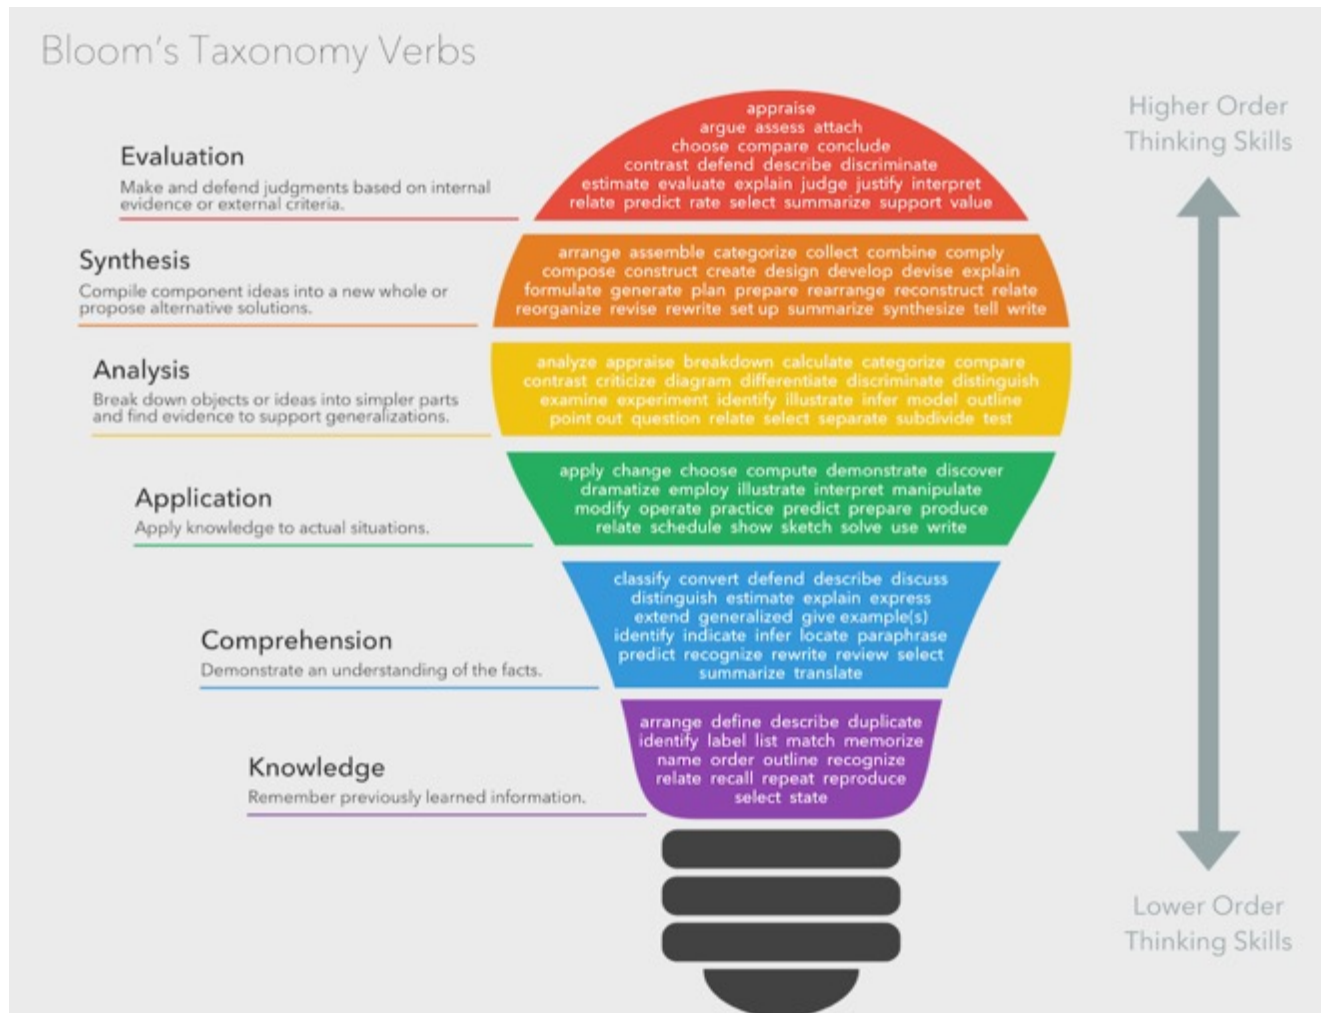 Bloom's Taxonomy Verbs
Higher Order
Thinking Skills
Evaluation
Make and defend judgments based on internal
evidence or external criteria.
appraise
argue assess attach
choose compare conclude
contrast defend describe discriminate
estimate evaluate explain judge justify interpret
relate predict rate select summarize support value
Synthesis
Compile component ideas into a new whole or
propose alternative solutions.
arrange assemble categorize collect combine comply
compose construct create design develop devise explain
formulate generate plan prepare rearrange reconstruct relate
reorganize revise rewrite set up summarize synthesize tell write
Analysis
Break down objects or ideas into simpler parts
and find evidence to support generalizations.
analyze appraise breakdown calculate categorize compare
contrast criticize diagram differentiate discriminate distinguish
examine experiment identify illustrate infer model outline
point out question relate select separate subdivide test
Application
Apply knowledge to actual situations.
apply change choose compute demonstrate discover
dramatize employ illustrate interpret manipulate
modify operate practice predict prepare produce
relate schedule show sketch solve use write
Comprehension
Demonstrate an understanding of the facts.
classify convert defend describe discuss
distinguish estimate explain express
extend generalized give example(s)
identify indicate infer locate paraphrase
predict recognize rewrite review select
summarize translate
Knowledge
Remember previously learned information.
arrange define describe duplicate
identify label list match memorize
name order outline recognize
relate recall repeat reproduce
select state
Lower Order
Thinking Skills